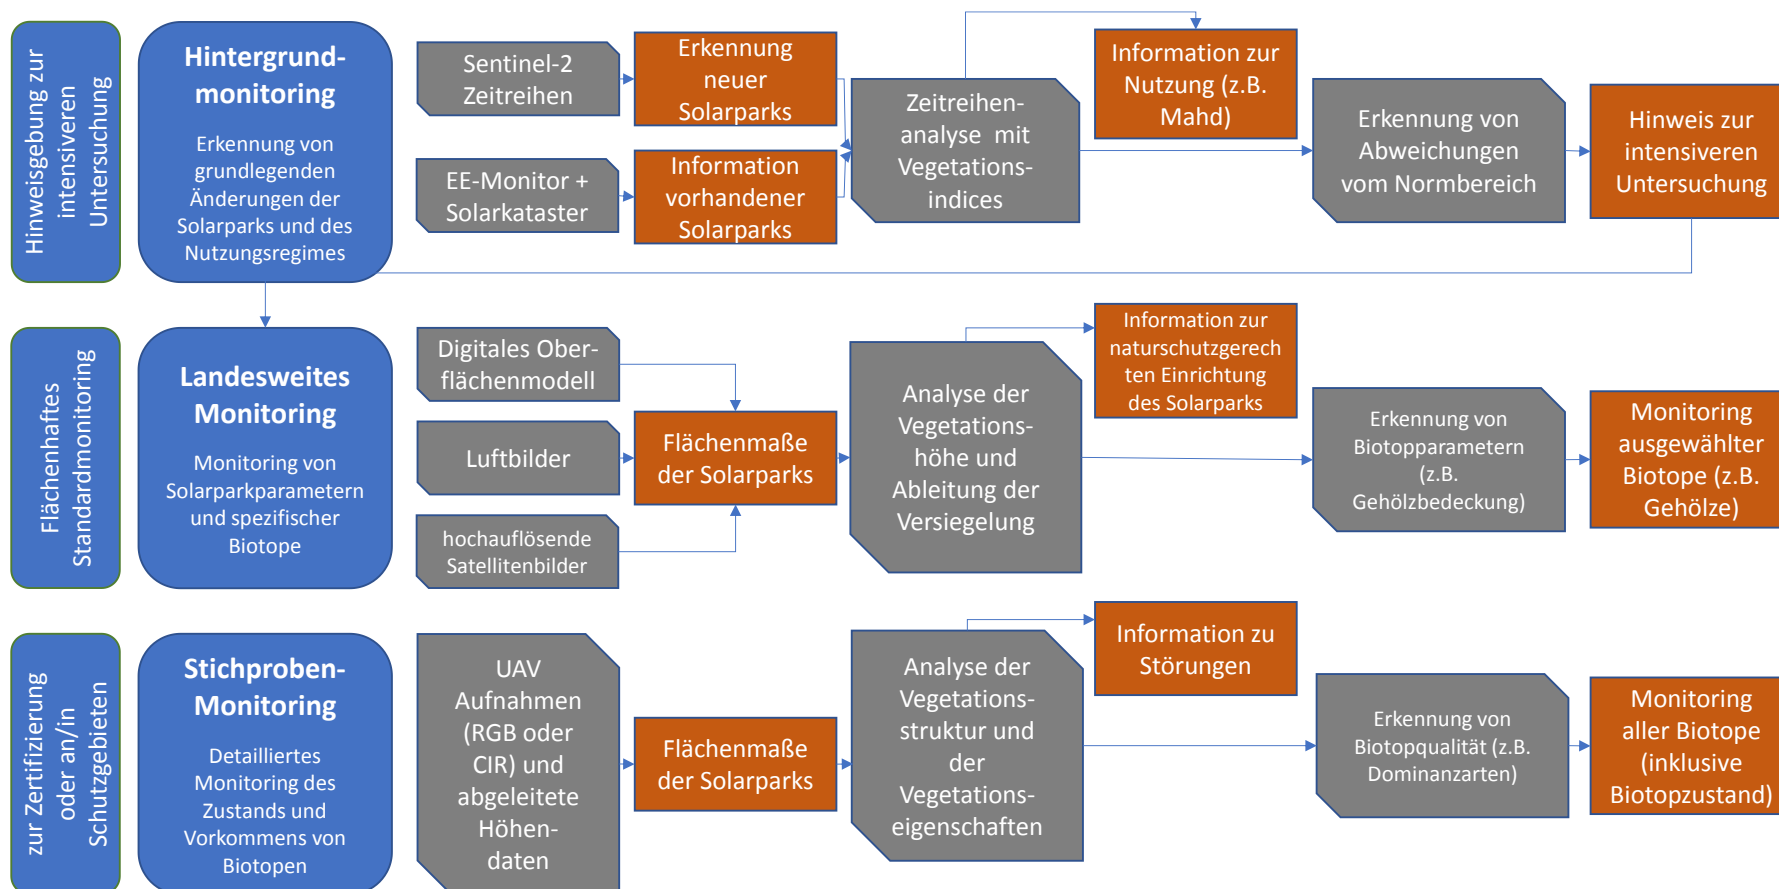 Hinweisgebung zur
intensiveren
Untersuchung
Hintergrund-
monitoring
Erkennung von
grundlegenden
Änderungen der
Solarparks und des
Nutzungsregimes
Sentinel-2
Zeitreihen
Erkennung
neuer
Solarparks
EE-Monitor +
Solarkataster
Information
vorhandener
Solarparks
Zeitreihen-
analyse mit
Vegetations-
indices
Information zur
Nutzung (z.B.
Mahd)
Erkennung von
Abweichungen
vom Normbereich
Hinweis zur
intensiveren
Untersuchung
Flächenhaftes
Standardmonitoring
Landesweites
Monitoring
Monitoring von
Solarparkparametern
und spezifischer
Biotope
Digitales Ober-
flächenmodell
Luftbilder
hochauflösende
Satellitenbilder
Flächenmaße
der Solarparks
Analyse der
Vegetations-
höhe und
Ableitung der
Versiegelung
Information zur
naturschutzgerech
ten Einrichtung
des Solarparks
Erkennung von
Biotopparametern
(z.B.
Gehölzbedeckung)
Monitoring
ausgewählter
Biotope (z.B.
Gehölze)
zur Zertifizierung
oder an/in
Schutzgebieten
Stichproben-
Monitoring
Detailliertes
Monitoring des
Zustands und
Vorkommens von
Biotopen
UAV
Aufnahmen
(RGB oder
CIR) und
abgeleitete
Höhen-
daten
Flächenmaße
der Solarparks
Analyse der
Vegetations-
struktur und
der
Vegetations-
eigenschaften
Information zu
Störungen
Erkennung von
Biotopqualität (z.B.
Dominanzarten)
Monitoring
aller Biotope
(inklusive
Biotopzustand)